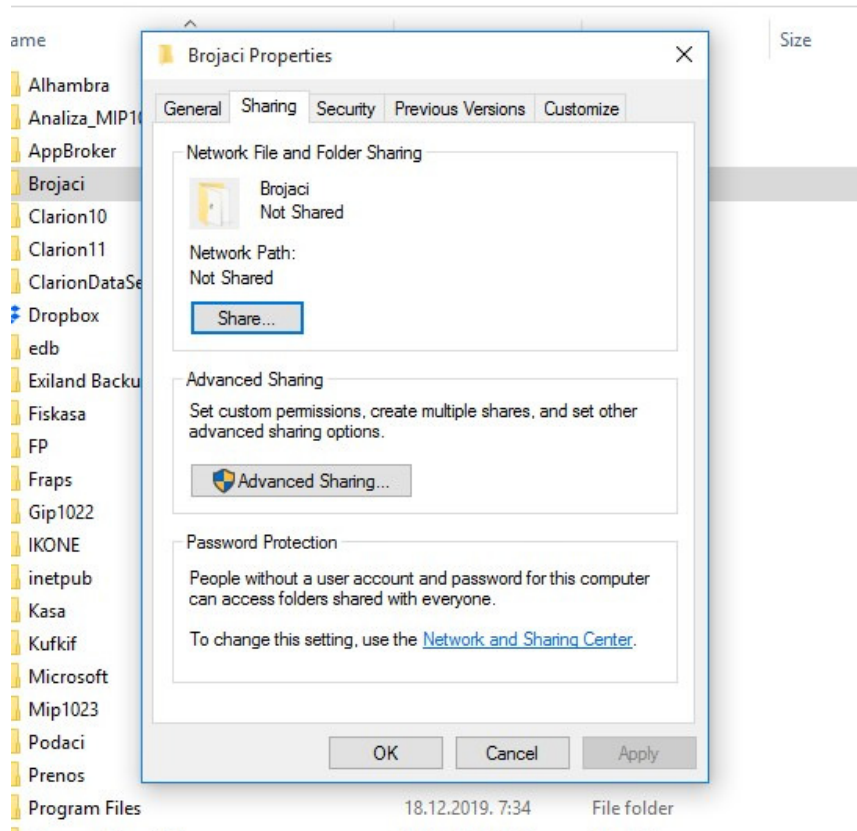 ame
Size
Alhambra
Analiza_MIP10
AppBroker
Brojaci
Clarion10
Clarion11
ClarionDataSe
Dropbox
edb
Exiland Backu
Fiskasa
FP
Fraps
Gip1022
IKONE
inetpub
Kasa
Kufkif
Microsoft
Mip1023
Podaci
Prenos
Program Files
18.12.2019. 7:34
File folder
Brojaci Properties
General Sharing Security Previous Versions Customize
Network File and Folder Sharing
Brojaci
Not Shared
Network Path:
Not Shared
Share...
Advanced Sharing
Set custom permissions, create multiple shares, and set other
advanced sharing options.
Advanced Sharing...
Password Protection
People without a user account and password for this computer
can access folders shared with everyone.
To change this setting, use the Network and Sharing Center.
OK Cancel Apply